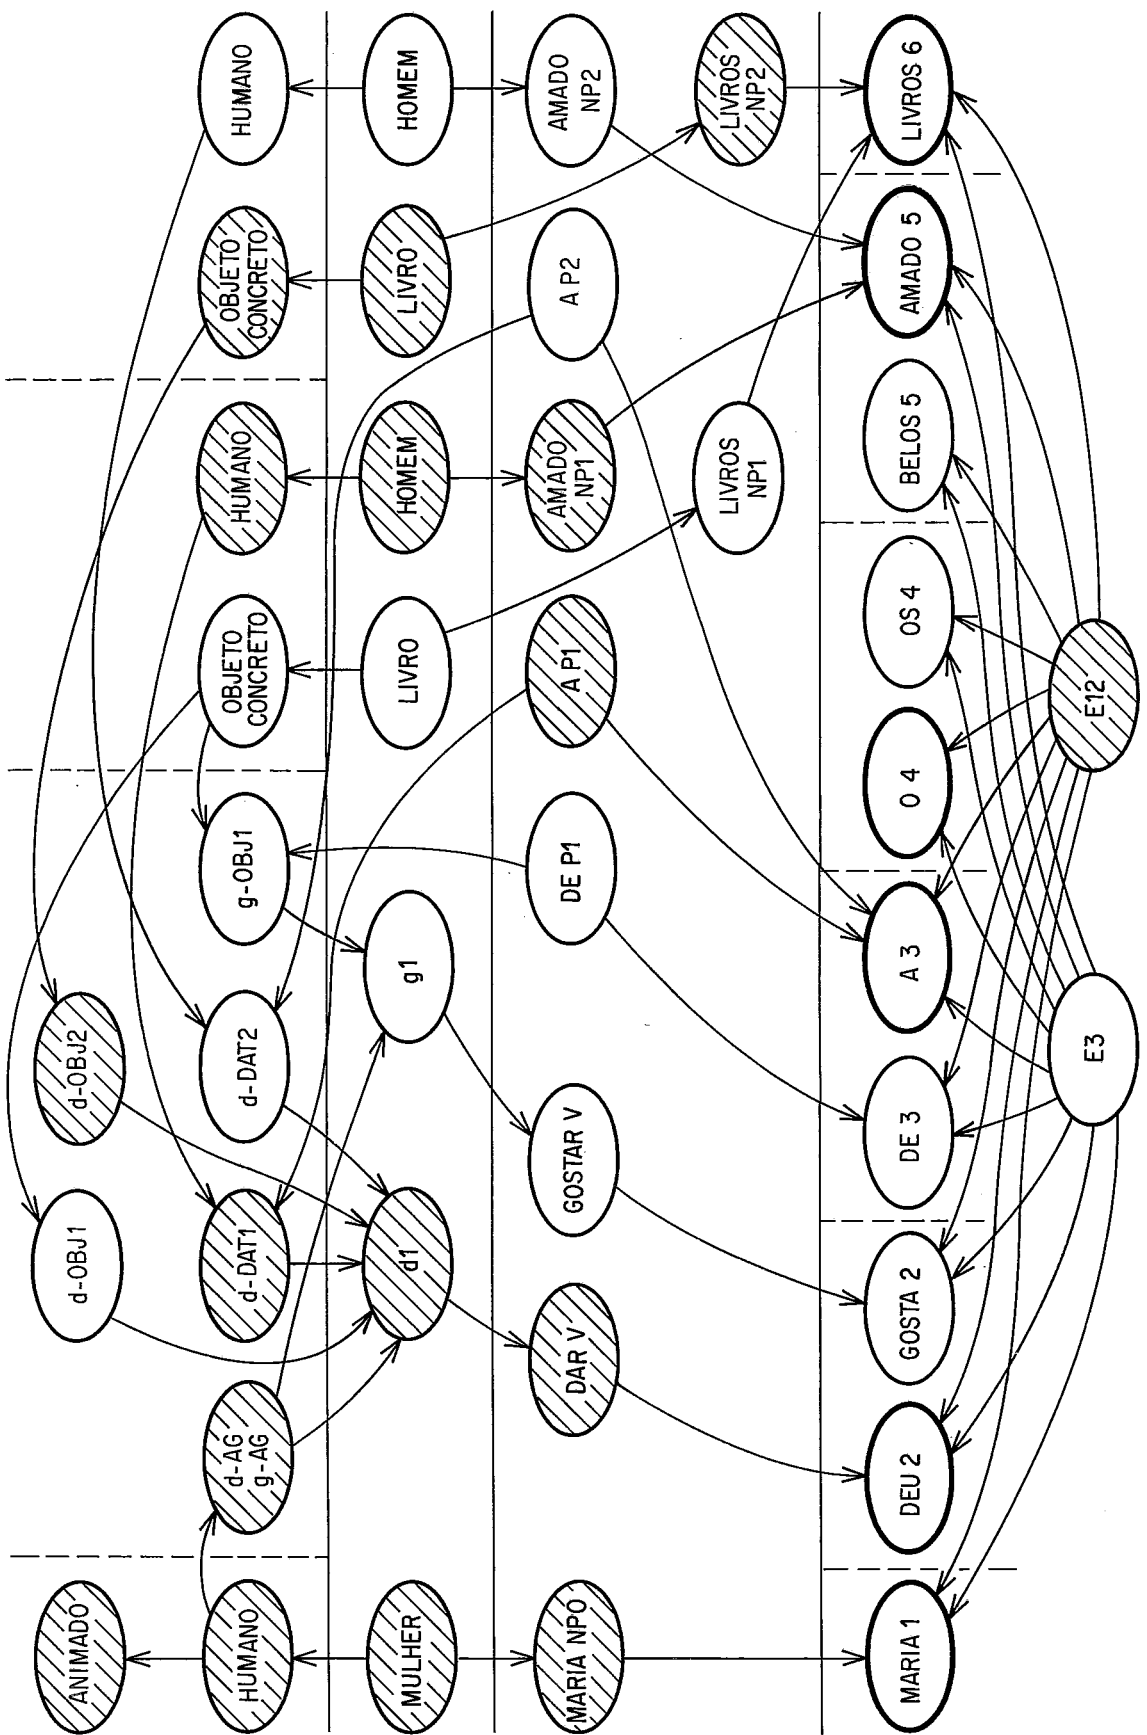 ANIMADO
d-OBJ1
d-OBJ2
HUMANO
d-AG
g-AG
d-DAT1
d-DAT2
g-OBJ1
OBJETO
CONCRETO
HUMANO
OBJETO
CONCRETO
HUMANO
MULHER
d1
g1
LIVRO
HOMEM
LIVRO
HOMEM
MARIA NPO
DAR V
GOSTAR V
DE P1
A P1
AMADO
NP1
A P2
AMADO
NP2
LIVROS
NP1
LIVROS
NP2
MARIA 1
DEU 2
GOSTA 2
DE 3
A 3
O 4
OS 4
BELOS 5
AMADO 5
LIVROS 6
E3
E12